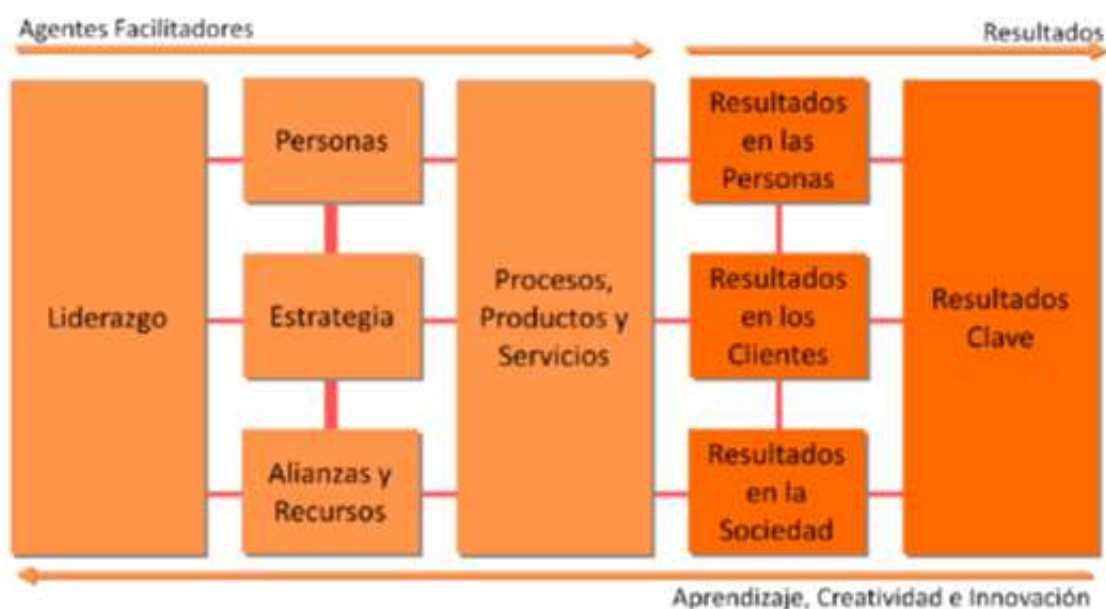 Agentes Facilitadores
Resultados
Liderazgo
Personas
Estrategia
Alianzas y
Recursos
Procesos,
Productos y
Servicios
Resultados
en las
Personas
Resultados
en los
Clientes
Resultados
en la
Sociedad
Resultados
Clave
Aprendizaje, Creatividad e Innovación